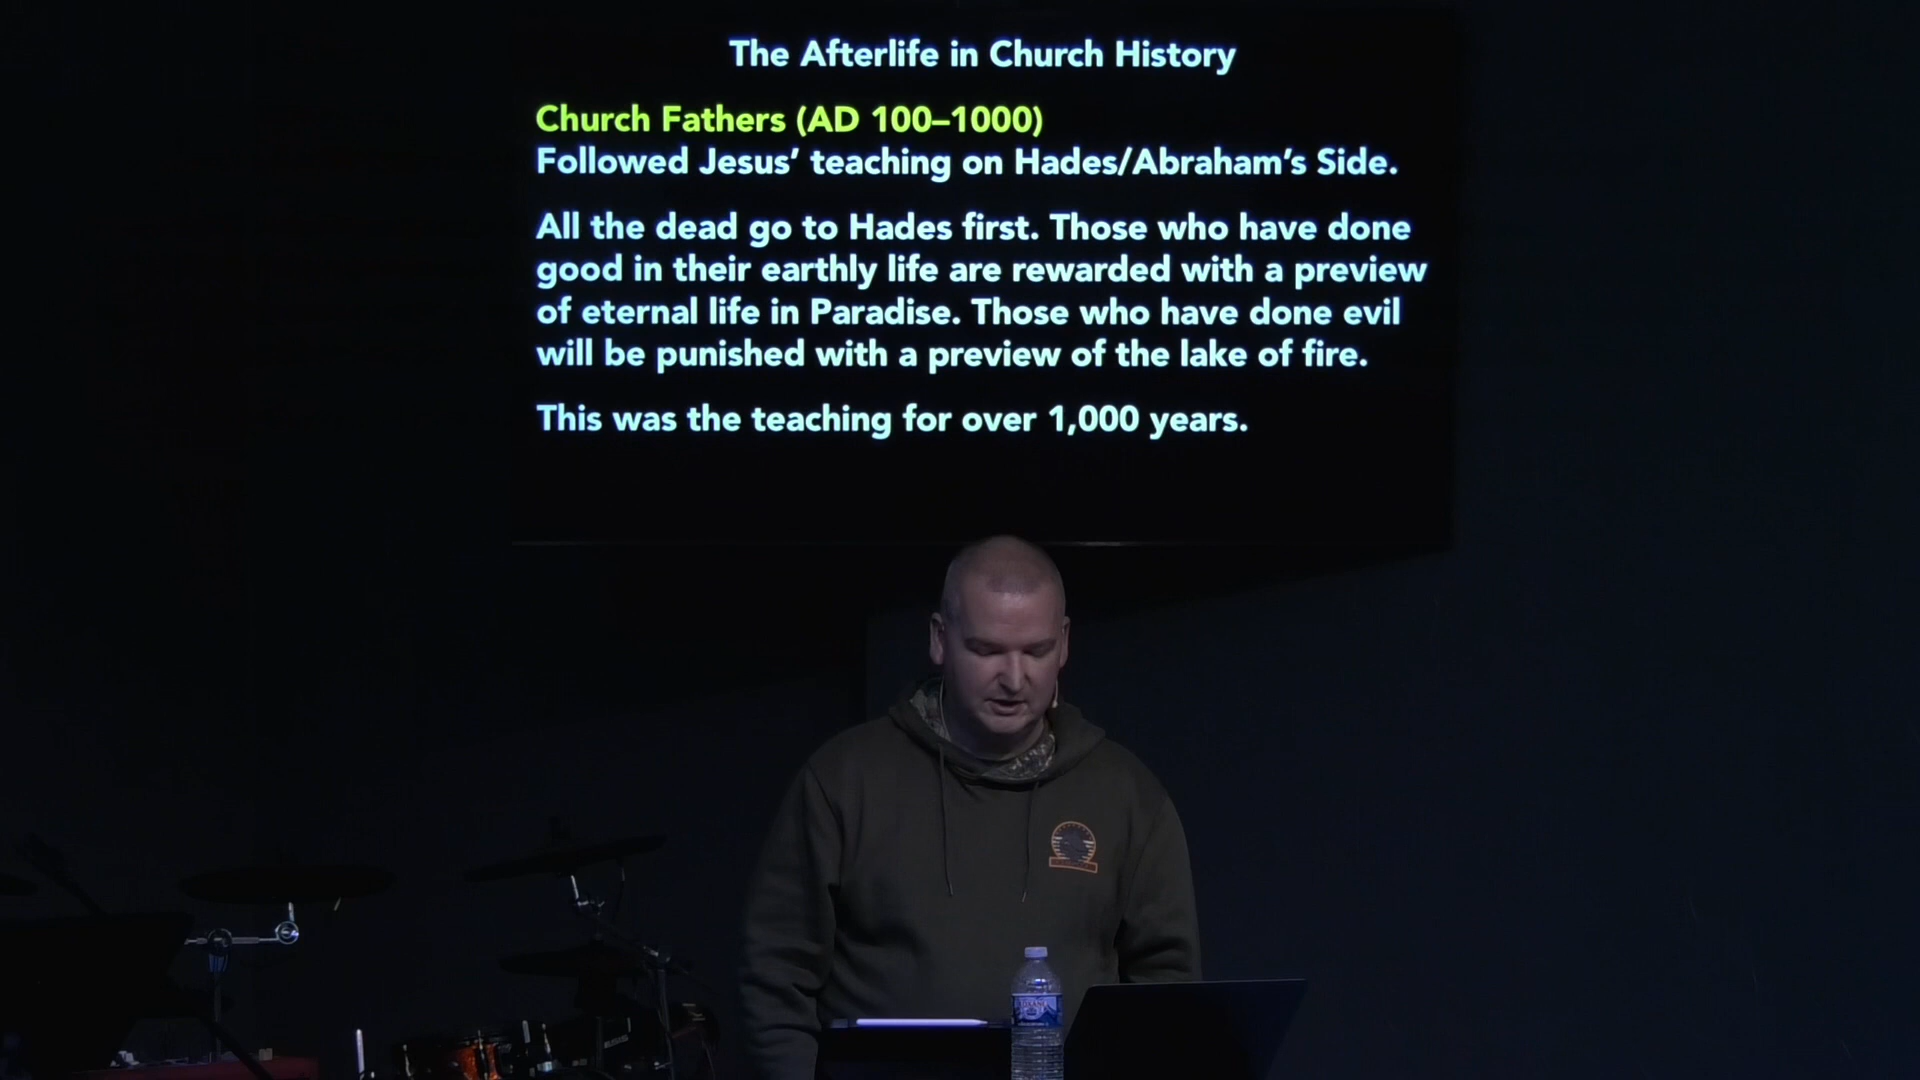 The Afterlife in Church History
Church Fathers (AD 100–1000)
Followed Jesus’ teaching on Hades/Abraham’s Side.
All the dead go to Hades first. Those who have done
good in their earthly life are rewarded with a preview
of eternal life in Paradise. Those who have done evil
will be punished with a preview of the lake of fire.
This was the teaching for over 1,000 years.